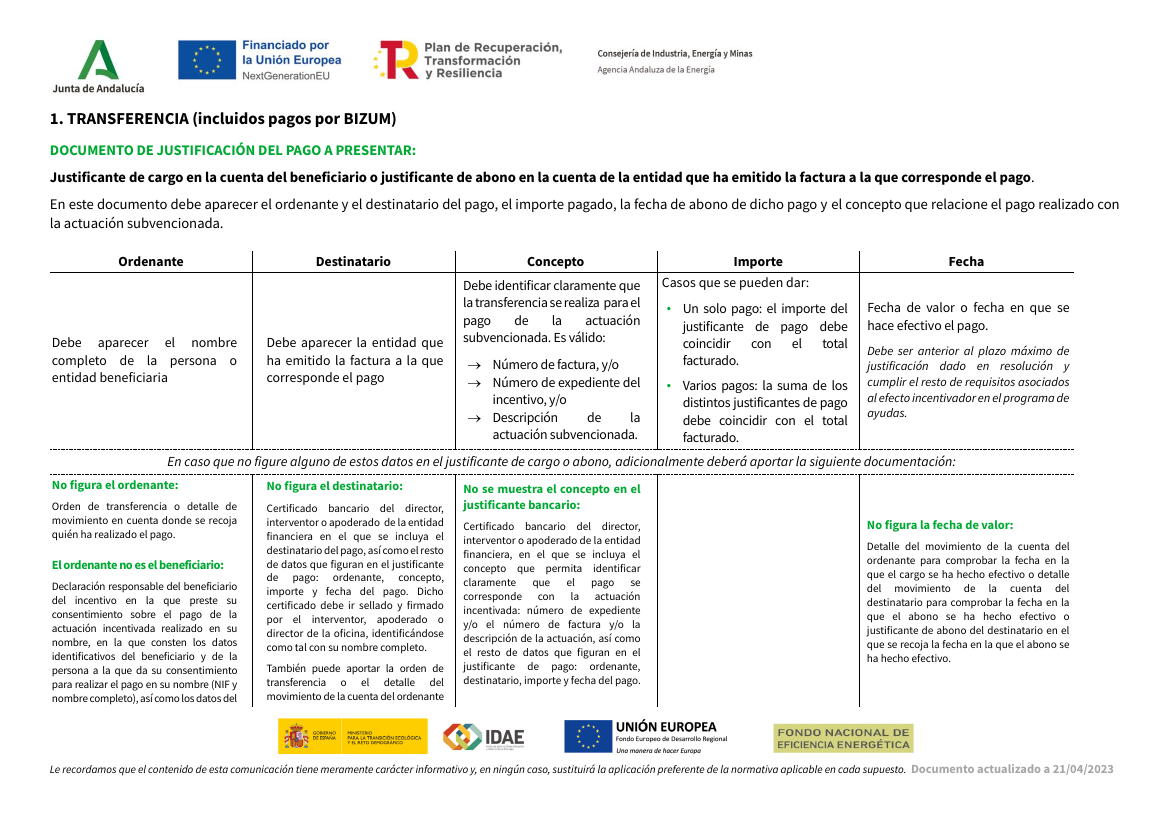 Junta de Andalucía
Financiado por
la Unión Europea
NextGenerationEU
Plan de Recuperación,
Transformación
y Resiliencia
Consejería de Industria, Energía y Minas
Agencia Andaluza de la Energía
1. TRANSFERENCIA (incluidos pagos por BIZUM)
DOCUMENTO DE JUSTIFICACIÓN DEL PAGO A PRESENTAR:
Justificante de cargo en la cuenta del beneficiario o justificante de abono en la cuenta de la entidad que ha emitido la factura a la que corresponde el pago.
En este documento debe aparecer el ordenante y el destinatario del pago, el importe pagado, la fecha de abono de dicho pago y el concepto que relacione el pago realizado con
la actuación subvencionada.
Ordenante
Destinatario
Concepto
Importe
Fecha
Debe aparecer el nombre
completo de la persona o
entidad beneficiaria
Debe aparecer la entidad que
ha emitido la factura a la que
corresponde el pago
Debe identificar claramente que
la transferencia se realiza para el
pago de la actuación
subvencionada. Es válido:
→ Número de factura, y/o
→ Número de expediente del
incentivo, y/o
→ Descripción de la
actuación subvencionada.
Casos que se pueden dar:
• Un solo pago: el importe del
justificante de pago debe
coincidir con el total
facturado.
• Varios pagos: la suma de los
distintos justificantes de pago
debe coincidir con el total
facturado.
Fecha de valor o fecha en que se
hace efectivo el pago.
Debe ser anterior al plazo máximo de
justificación dado en resolución y
cumplir el resto de requisitos asociados
al efecto incentivador en el programa de
ayudas.
En caso que no figure alguno de estos datos en el justificante de cargo o abono, adicionalmente deberá aportar la siguiente documentación:
No figura el ordenante:
Orden de transferencia o detalle de
movimiento en cuenta donde se recoja
quién ha realizado el pago.
El ordenante no es el beneficiario:
Declaración responsable del beneficiario
del incentivo en la que preste su
consentimiento sobre el pago de la
actuación incentivada realizado en su
nombre, en la que consten los datos
identificativos del beneficiario y de la
persona a la que da su consentimiento
para realizar el pago en su nombre (NIF y
nombre completo), así como los datos del
No figura el destinatario:
Certificado bancario del director,
interventor o apoderado de la entidad
financiera en el que se incluya el
destinatario del pago, así como el resto
de datos que figuran en el justificante
de pago: ordenante, concepto,
importe y fecha del pago. Dicho
certificado debe ir sellado y firmado
por el interventor, apoderado o
director de la oficina, identificándose
como tal con su nombre completo.
También puede aportar la orden de
transferencia o el detalle del
movimiento de la cuenta del ordenante
No se muestra el concepto en el
justificante bancario:
Certificado bancario del director,
interventor o apoderado de la entidad
financiera, en el que se incluya el
concepto que permita identificar
claramente que el pago se
corresponde con la actuación
incentivada: número de expediente
y/o el número de factura y/o la
descripción de la actuación, así como
el resto de datos que figuran en el
justificante de pago: ordenante,
destinatario, importe y fecha del pago.
No figura la fecha de valor:
Detalle del movimiento de la cuenta del
ordenante para comprobar la fecha en la
que el cargo se ha hecho efectivo o detalle
del movimiento de la cuenta del
destinatario para comprobar la fecha en la
que el abono se ha hecho efectivo o
justificante de abono del destinatario en el
que se recoja la fecha en la que el abono se
ha hecho efectivo.
GOBIERNO
DE ESPAÑA
MINISTERIO
PARA LA TRANSICIÓN ECOLÓGICA
Y EL RETO DEMOGRÁFICO
IDAE
UNIÓN EUROPEA
Fondo Europeo de Desarrollo Regional
Una manera de hacer Europa
FONDO NACIONAL DE
EFICIENCIA ENERGÉTICA
Le recordamos que el contenido de esta comunicación tiene meramente carácter informativo y, en ningún caso, sustituirá la aplicación preferente de la normativa aplicable en cada supuesto. Documento actualizado a 21/04/2023